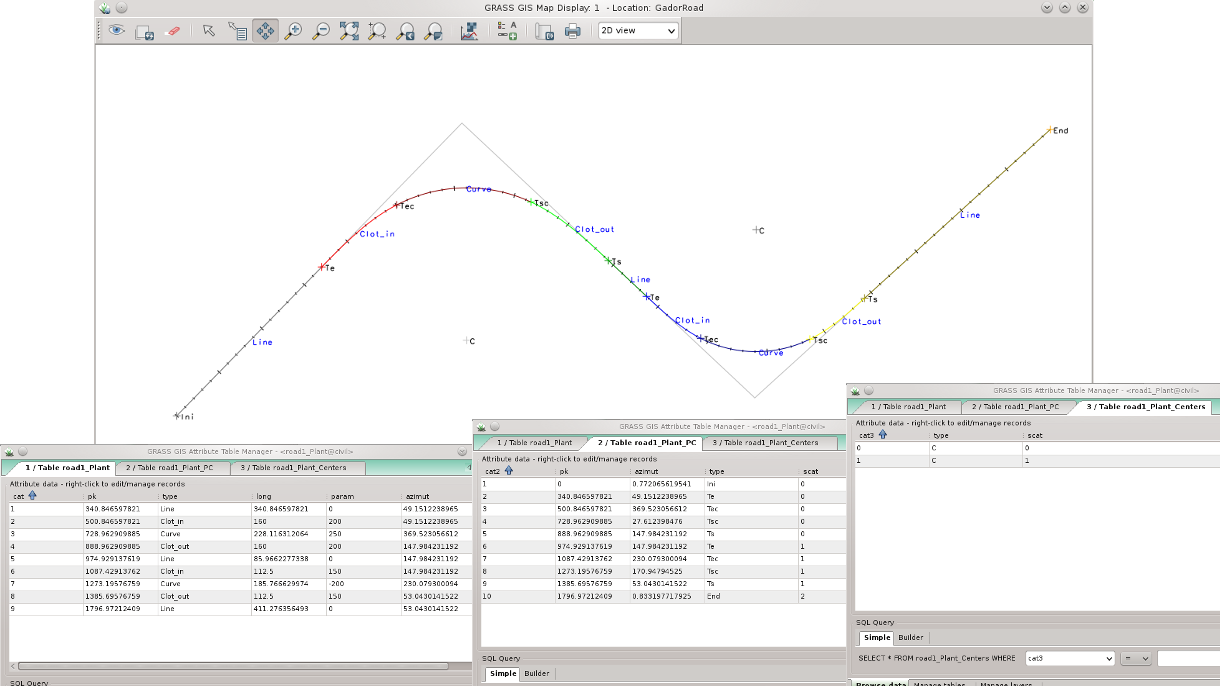 GRASS GIS Map Display: 1 - Location: GadorRoad
2D view
End
Curve
Tec
Tsc
Line
Clot_in
Clot_out
C
Te
Ts
Line
Te
Ts
Clot_in
Clot_out
Line
C
Tec
Tsc
Curve
Ini
GRASS GIS Attribute Table Manager - <road1_Plant@civil>
1 / Table road1_Plant 2 / Table road1_Plant_PC 3 / Table road1_Plant_Centers
Attribute data - right-click to edit/manage records
cat pk type long param azimut
1 340.846597821 Line 340.846597821 0 49.1512238965
2 500.846597821 Clot_in 160 200 49.1512238965
3 728.962909885 Curve 228.116312064 250 369.523056612
4 888.962909885 Clot_out 160 200 147.984231192
5 974.929137619 Line 85.9662277338 0 147.984231192
6 1087.42913762 Clot_in 112.5 150 147.984231192
7 1273.19576759 Curve 185.766629974 -200 230.079300094
8 1385.69576759 Clot_out 112.5 150 53.0430141522
9 1796.97212409 Line 411.276356493 0 53.0430141522
SQL Query
GRASS GIS Attribute Table Manager - <road1_Plant@civil>
1 / Table road1_Plant 2 / Table road1_Plant_PC 3 / Table road1_Plant_Centers
Attribute data - right-click to edit/manage records
cat2 pk azimut type scat
1 0 0.772065619541 Ini 0
2 340.846597821 49.1512238965 Te 0
3 500.846597821 369.523056612 Tec 0
4 728.962909885 27.612398476 Tsc 0
5 888.962909885 147.984231192 Ts 0
6 974.929137619 147.984231192 Te 1
7 1087.42913762 230.079300094 Tec 1
8 1273.19576759 170.94794525 Tsc 1
9 1385.69576759 53.0430141522 Ts 1
10 1796.97212409 0.833197717925 End 2
SQL Query
Simple Builder
GRASS GIS Attribute Table Manager - <road1_Plant@civil>
1 / Table road1_Plant 2 / Table road1_Plant_PC 3 / Table road1_Plant_Centers
Attribute data - right-click to edit/manage records
cat3 type scat
0 C 0
1 C 1
SQL Query
Simple Builder
SELECT * FROM road1_Plant_Centers WHERE cat3 =
Browse data Manage tables Manage layers